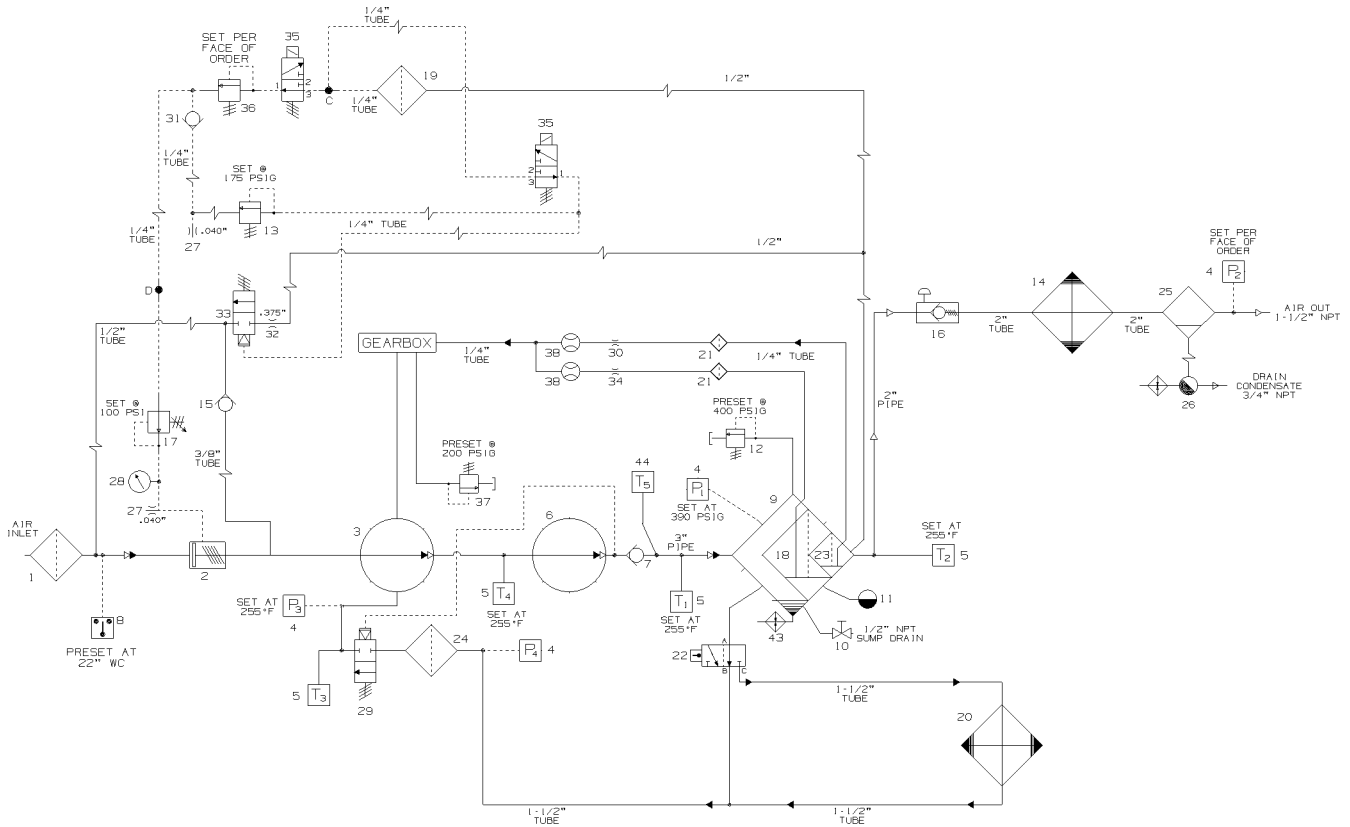 1/4"
TUBE
SET PER
FACE OF
ORDER
35
36
1
2
3
C
1/4"
TUBE
19
1/2"
31
1/4"
TUBE
35
2
3
1
SET @
175 PSIG
13
.040"
27
1/4"
TUBE
1/4" TUBE
1/2"
D
33
.375"
32
1/2"
TUBE
GEARBOX
1/4"
TUBE
38
30
21
1/4" TUBE
38
34
21
2"
PIPE
16
2"
TUBE
14
2"
TUBE
25
SET PER
FACE OF
ORDER
4
P2
AIR OUT
1-1/2" NPT
DRAIN
CONDENSATE
3/4" NPT
26
15
SET @
100 PSI
17
3/8"
TUBE
28
27
.040"
PRESET @
200 PSIG
37
PRESET @
400 PSIG
12
44
T5
4
P1
SET AT
390 PSIG
9
AIR
INLET
1
2
3
6
7
3"
PIPE
18
23
SET AT
255°F
T2
5
8
PRESET AT
22" WC
SET AT
255°F
P3
4
5
T4
SET AT
255°F
T1
5
SET AT
255°F
11
43
10
1/2" NPT
SUMP DRAIN
24
P4
4
5
T3
29
22
A
B
C
1-1/2"
TUBE
20
1-1/2"
TUBE
1-1/2"
TUBE